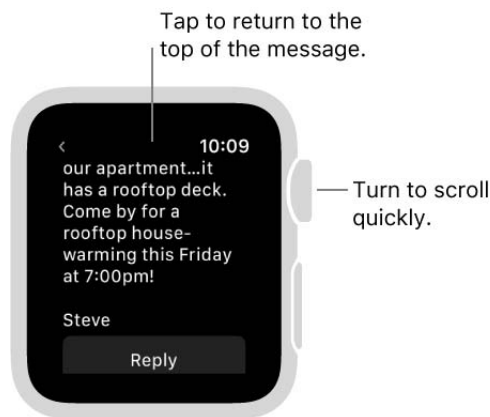 Tap to return to the
top of the message.
10:09
our apartment...it
has a rooftop deck.
Come by for a
rooftop house-
warming this Friday
at 7:00pm!
Steve
Reply
Turn to scroll
quickly.